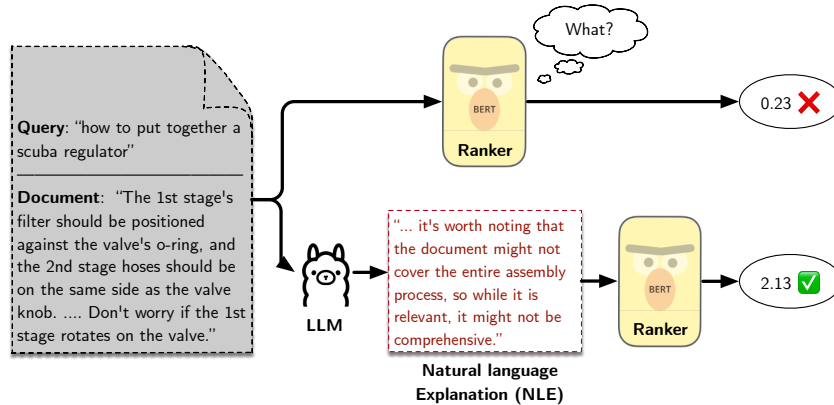 What?
BERT
Ranker
0.23
Query: “how to put together a
scuba regulator”
Document: “The 1st stage's
filter should be positioned
against the valve's o-ring, and
the 2nd stage hoses should be
on the same side as the valve
knob. .... Don't worry if the 1st
stage rotates on the valve.”
LLM
“... it's worth noting that
the document might not
cover the entire assembly
process, so while it is
relevant, it might not be
comprehensive.”
Natural language
Explanation (NLE)
BERT
Ranker
2.13